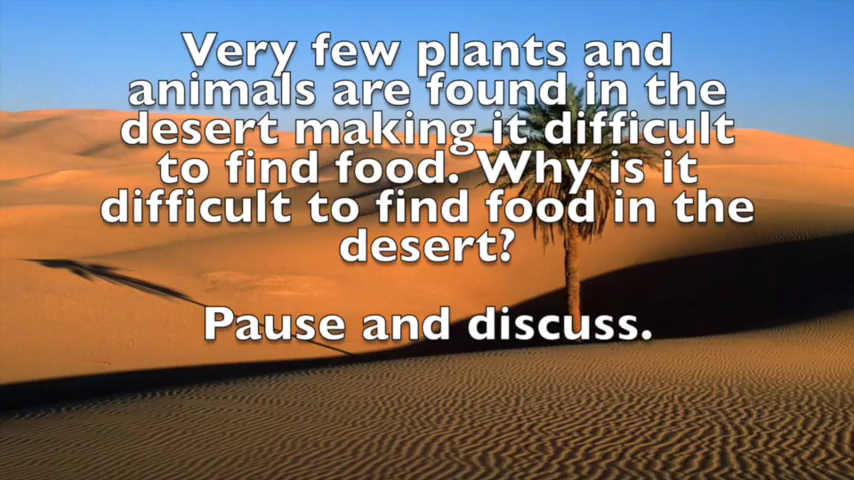 Very few plants and
animals are found in the
desert making it difficult
to find food. Why is it
difficult to find food in the
desert?
Pause and discuss.